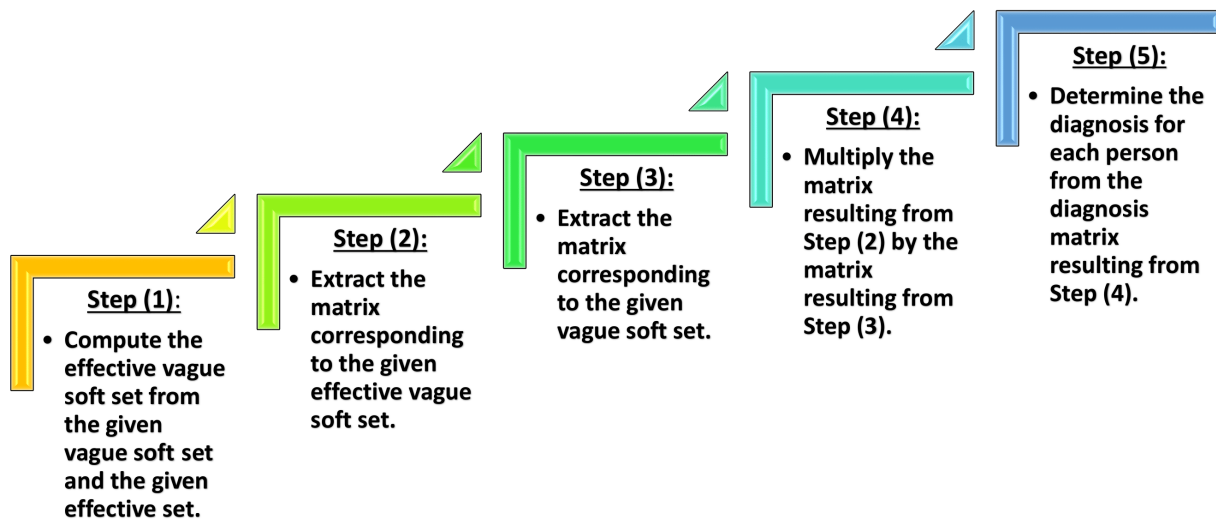 Step (1):
• Compute the
effective vague
soft set from
the given
vague soft set
and the given
effective set.
Step (2):
• Extract the
matrix
corresponding
to the given
effective vague
soft set.
Step (3):
• Extract the
matrix
corresponding
to the given
vague soft set.
Step (4):
• Multiply the
matrix
resulting from
Step (2) by the
matrix
resulting from
Step (3).
Step (5):
• Determine the
diagnosis for
each person
from the
diagnosis
matrix
resulting from
Step (4).